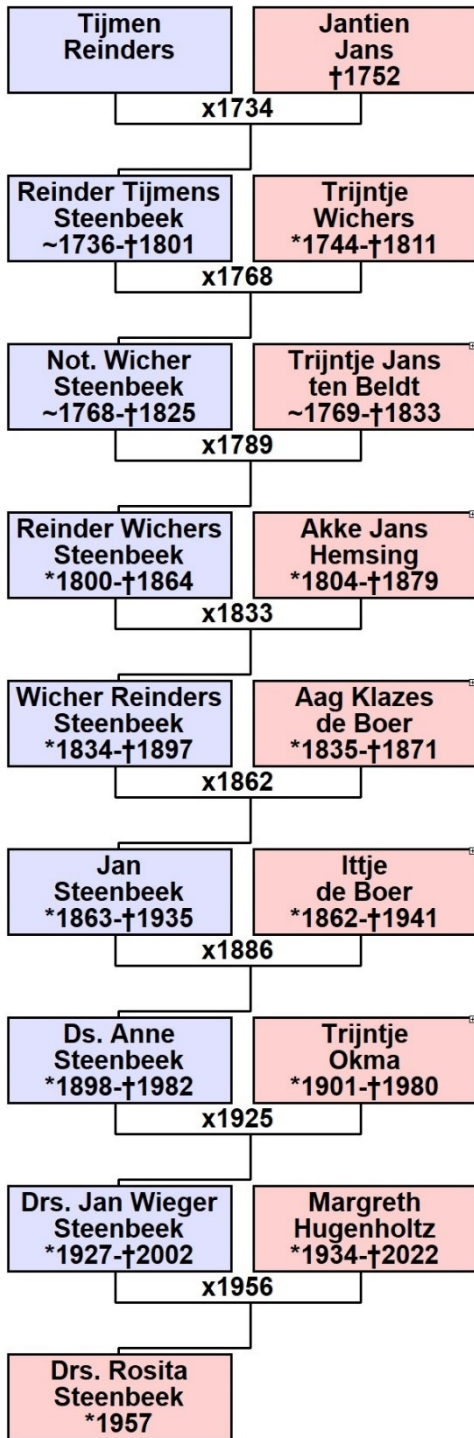 Tijmen
Reinders
Jantien
Jans
†1752
x1734
Reinder Tijmens
Steenbeek
~1736-†1801
Trijntje
Wichers
*1744-†1811
x1768
Not. Wicher
Steenbeek
~1768-†1825
Trijntje Jans
ten Beldt
~1769-†1833
x1789
Reinder Wichers
Steenbeek
*1800-†1864
Akke Jans
Hemsing
*1804-†1879
x1833
Wicher Reinders
Steenbeek
*1834-†1897
Aag Klazes
de Boer
*1835-†1871
x1862
Jan
Steenbeek
*1863-†1935
Ittje
de Boer
*1862-†1941
x1886
Ds. Anne
Steenbeek
*1898-†1982
Trijntje
Okma
*1901-†1980
x1925
Drs. Jan Wieger
Steenbeek
*1927-†2002
Margreth
Hugenholtz
*1934-†2022
x1956
Drs. Rosita
Steenbeek
*1957